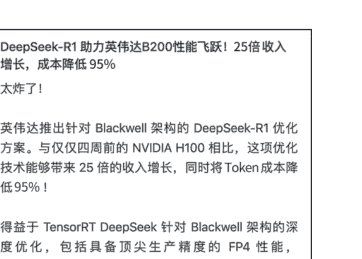 DeepSeek-R1 助力英伟达B200性能飞跃！25倍收入
增长，成本降低 95%
太炸了！
英伟达推出针对 Blackwell 架构的 DeepSeek-R1 优化
方案。与仅仅四周前的 NVIDIA H100 相比，这项优化
技术能够带来 25 倍的收入增长，同时将Token成本降
低95%！
得益于 TensorRT DeepSeek 针对 Blackwell 架构的深
度优化，包括具备顶尖生产精度的 FP4 性能，